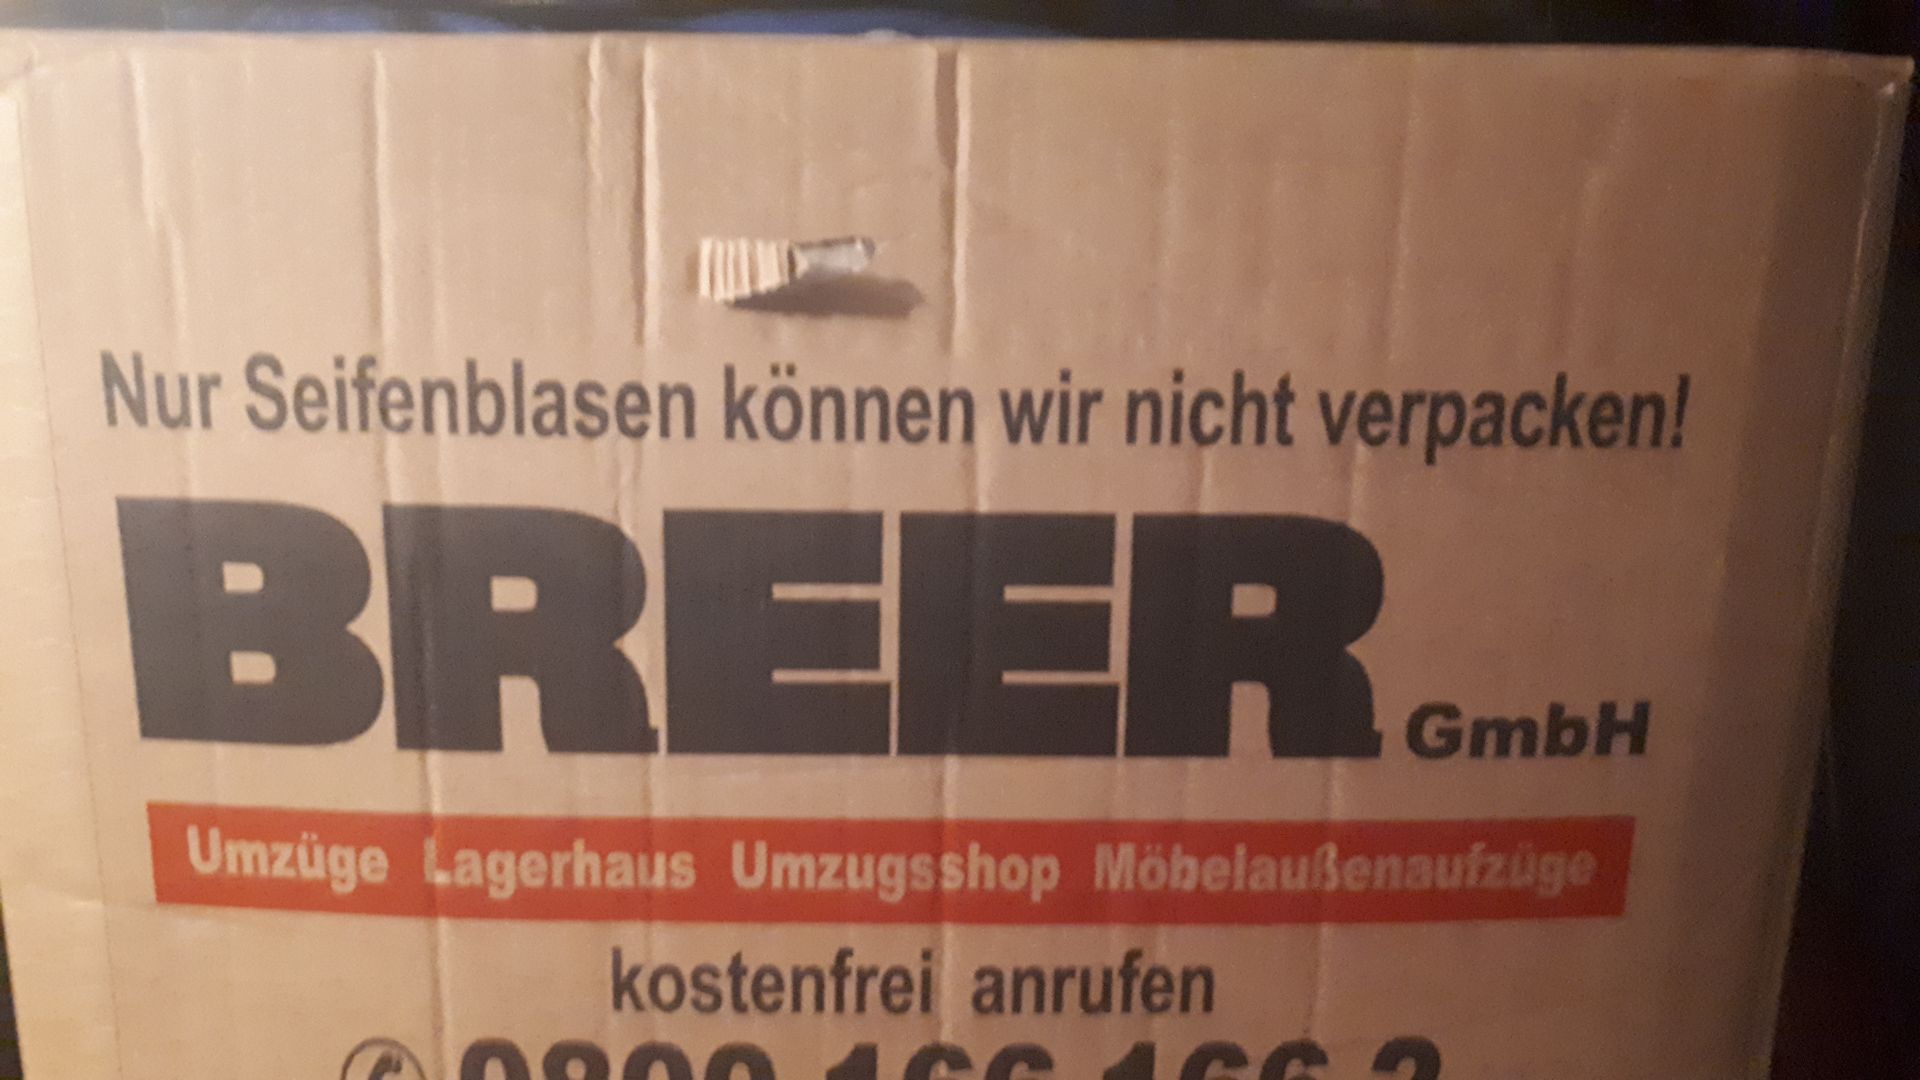 Nur Seifenblasen können wir nicht verpacken!
BREER GmbH
Umzüge Lagerhaus Umzugsshop Möbelaußenaufzüge
kostenfrei anrufen